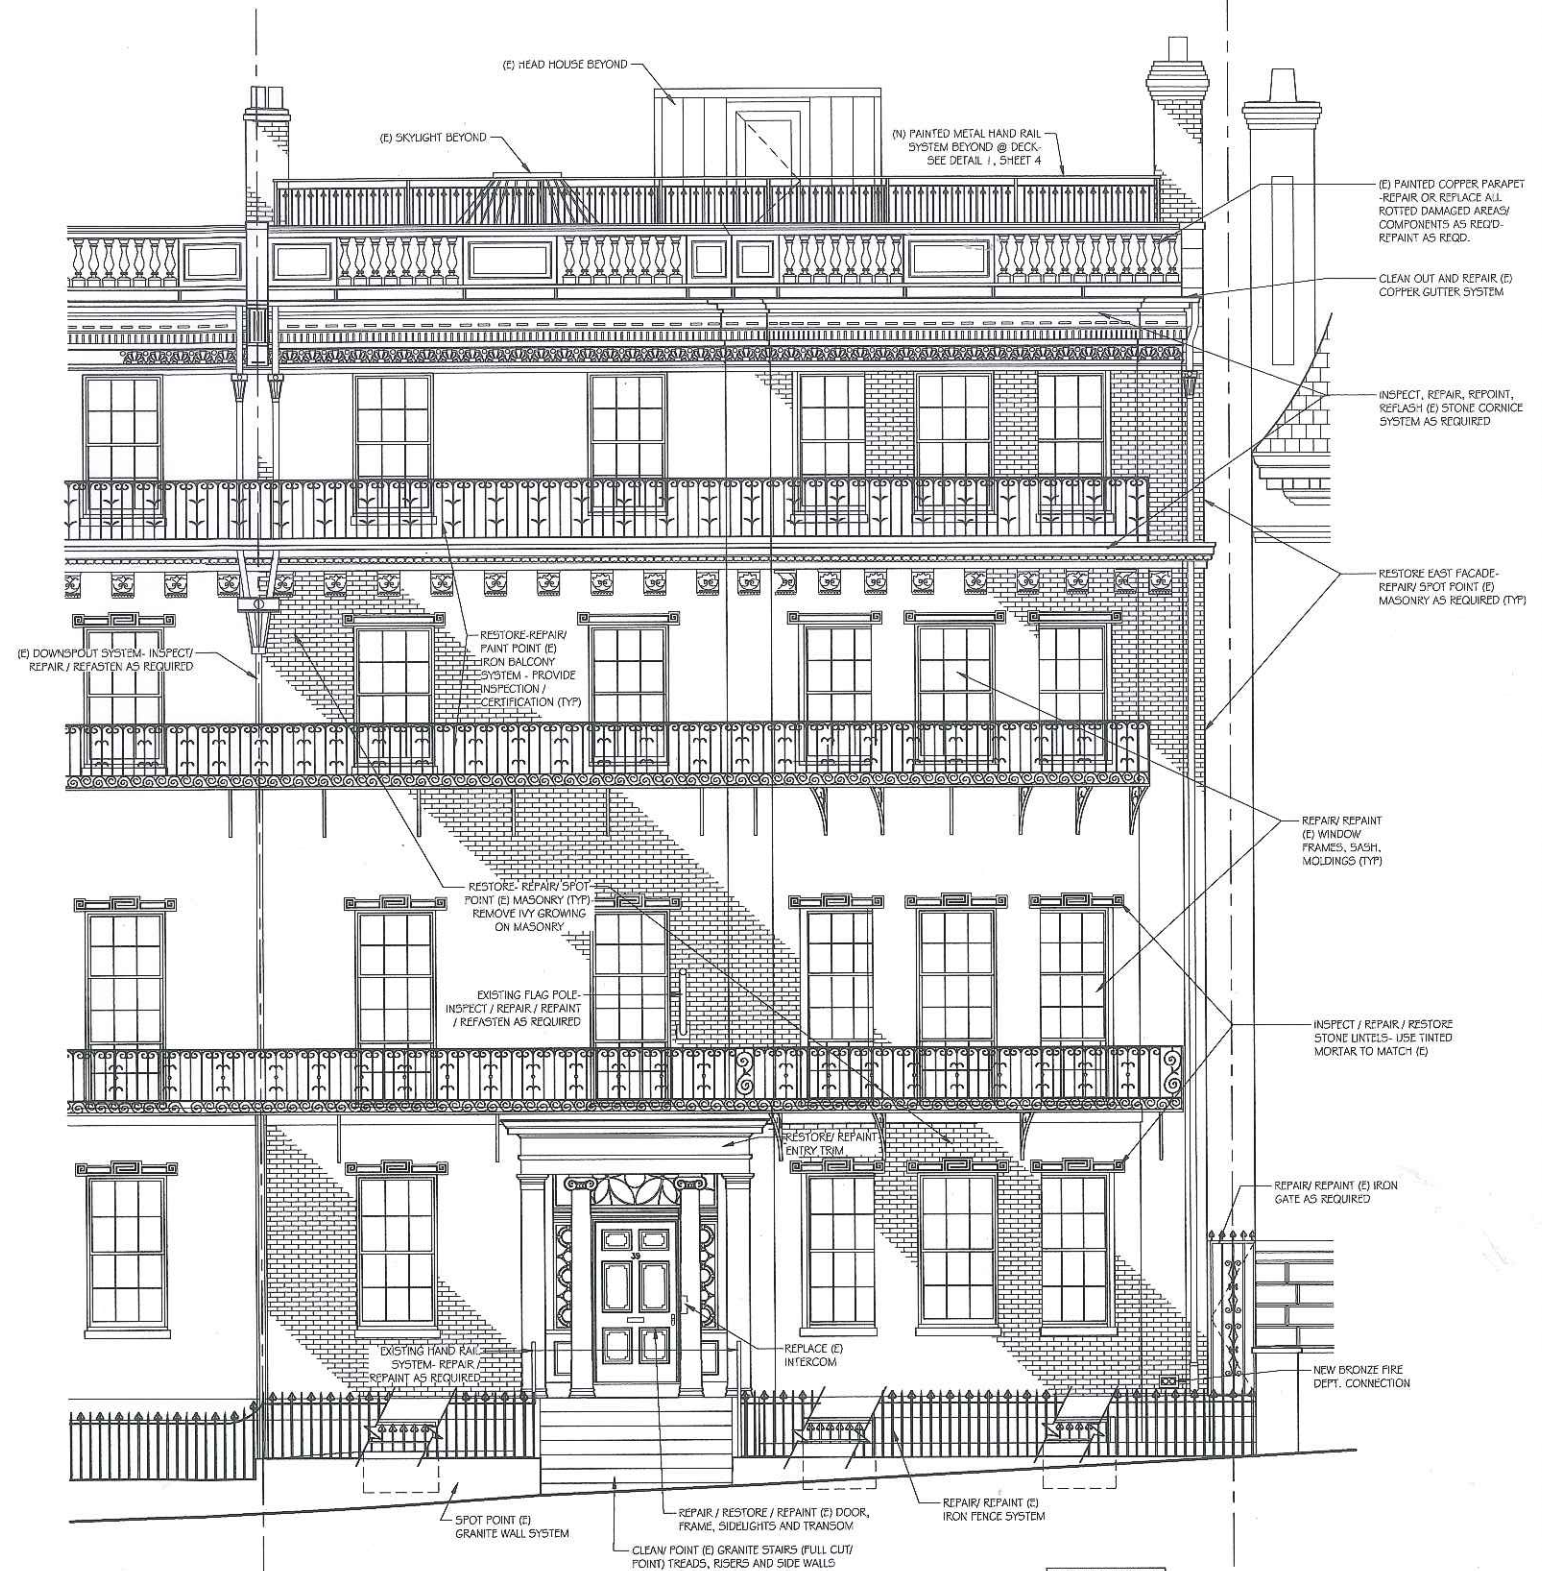 (E) HEAD HOUSE BEYOND
(E) SKYLIGHT BEYOND
(N) PAINTED METAL HAND RAIL
SYSTEM BEYOND @ DECK-
SEE DETAIL 1, SHEET 4
(E) PAINTED COPPER PARAPET
-REPAIR OR REPLACE ALL
ROTTED DAMAGED AREAS/
COMPONENTS AS REQ'D-
REPAINT AS REQD.
CLEAN OUT AND REPAIR (E)
COPPER GUTTER SYSTEM
INSPECT, REPAIR, REPOINT,
REFLASH (E) STONE CORNICE
SYSTEM AS REQUIRED
RESTORE EAST FACADE-
REPAIR/ SPOT POINT (E)
MASONRY AS REQUIRED (TYP)
(E) DOWNSPOUT SYSTEM- INSPECT/
REPAIR / REFASTEN AS REQUIRED
RESTORE-REPAIR/
PAINT POINT (E)
IRON BALCONY
SYSTEM - PROVIDE
INSPECTION /
CERTIFICATION (TYP)
REPAIR/ REPAINT
(E) WINDOW
FRAMES, SASH,
MOLDINGS (TYP)
RESTORE- REPAIR/ SPOT
POINT (E) MASONRY (TYP)
REMOVE IVY GROWING
ON MASONRY
EXISTING FLAG POLE-
INSPECT / REPAIR / REPAINT
/ REFASTEN AS REQUIRED
INSPECT / REPAIR / RESTORE
STONE LINTELS- USE TINTED
MORTAR TO MATCH (E)
RESTORE/ REPAINT
ENTRY TRIM
REPAIR/ REPAINT (E) IRON
GATE AS REQUIRED
39
EXISTING HAND RAIL
SYSTEM- REPAIR /
REPAINT AS REQUIRED
REPLACE (E)
INTERCOM
NEW BRONZE FIRE
DEPT. CONNECTION
SPOT POINT (E)
GRANITE WALL SYSTEM
REPAIR / RESTORE / REPAINT (E) DOOR,
FRAME, SIDELIGHTS AND TRANSOM
REPAIR/ REPAINT (E)
IRON FENCE SYSTEM
CLEAN/ POINT (E) GRANITE STAIRS (FULL CUT/
POINT) TREADS, RISERS AND SIDE WALLS